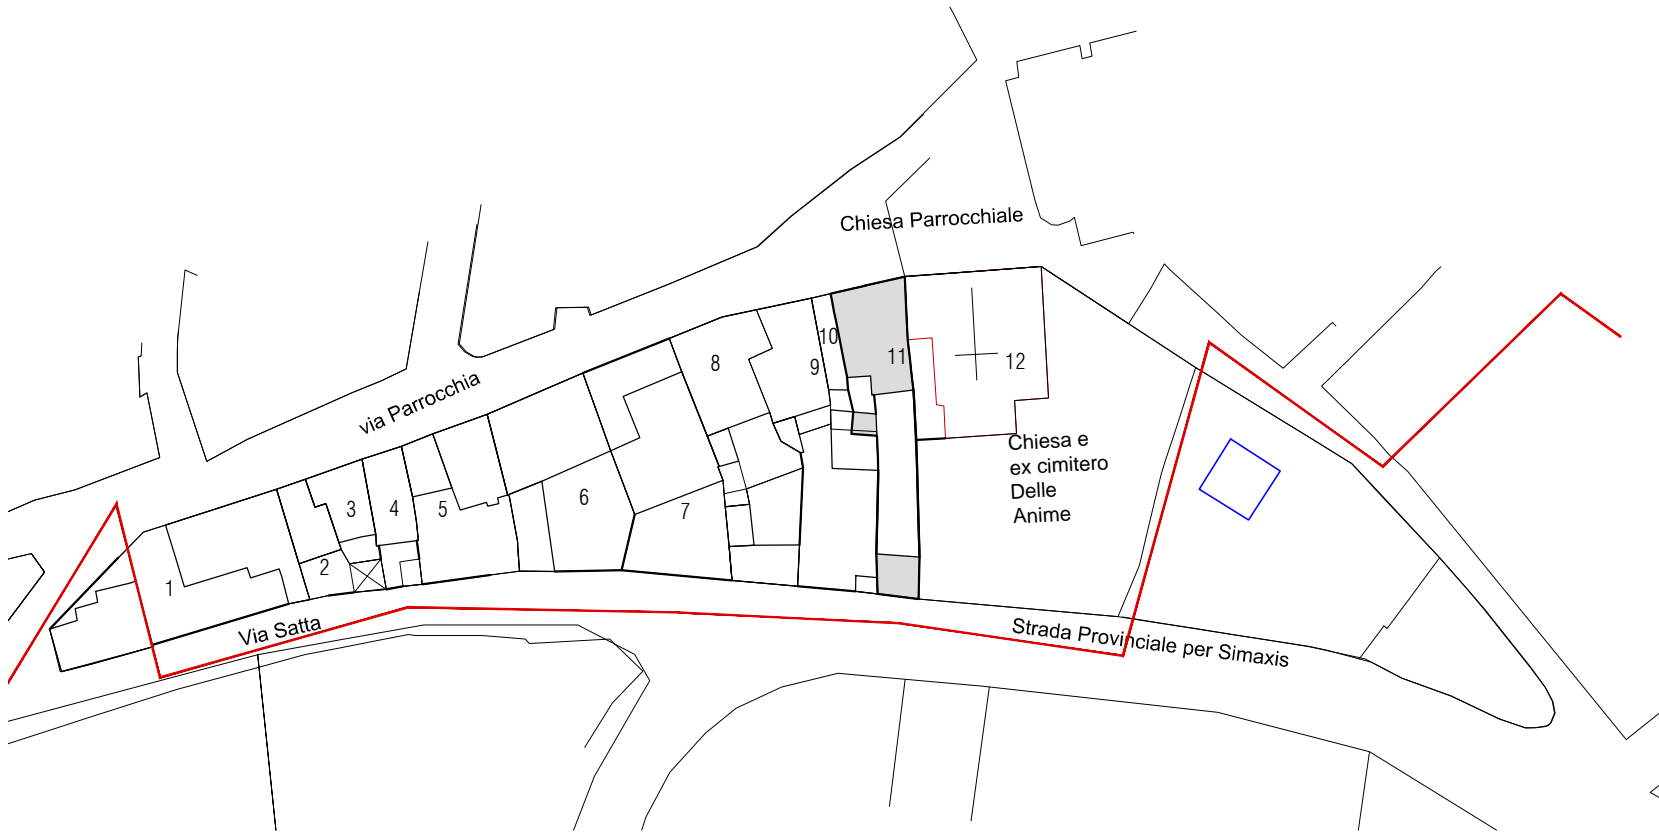 Chiesa Parrocchiale
via Parrocchia
10
8
9
11
12
Chiesa e
ex cimitero
Delle
Anime
3
4
5
6
7
2
1
Via Satta
Strada Provinciale per Simaxis